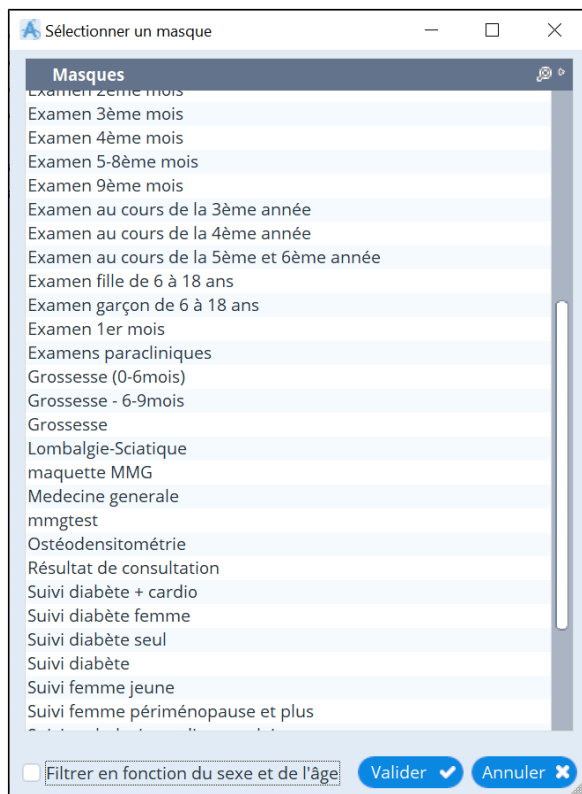 Sélectionner un masque
Masques
Examen 2ème mois
Examen 3ème mois
Examen 4ème mois
Examen 5-8ème mois
Examen 9ème mois
Examen au cours de la 3ème année
Examen au cours de la 4ème année
Examen au cours de la 5ème et 6ème année
Examen fille de 6 à 18 ans
Examen garçon de 6 à 18 ans
Examen 1er mois
Examens paracliniques
Grossesse (0-6mois)
Grossesse - 6-9mois
Grossesse
Lombalgie-Sciatique
maquette MMG
Medecine generale
mmgtest
Ostéodensitométrie
Résultat de consultation
Suivi diabète + cardio
Suivi diabète femme
Suivi diabète seul
Suivi diabète
Suivi femme jeune
Suivi femme périménopause et plus
Filtrer en fonction du sexe et de l'âge
Valider
Annuler